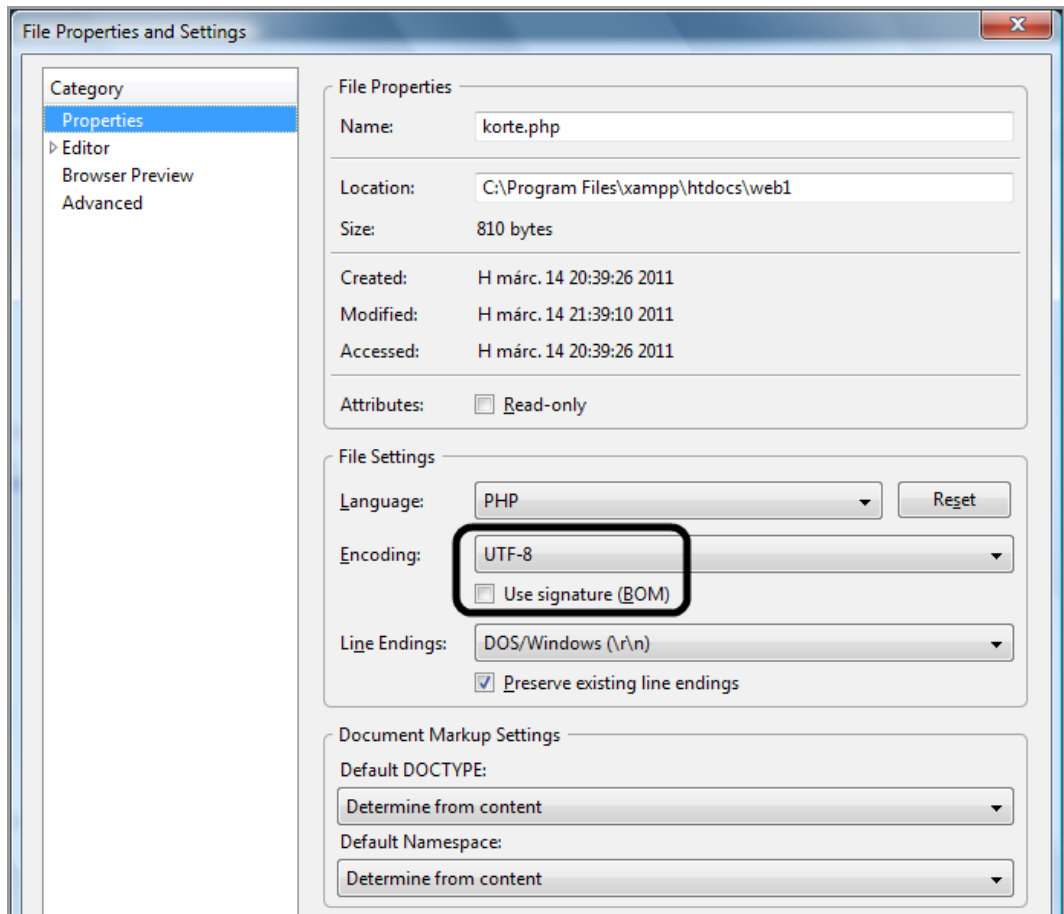 File Properties and Settings
Category
Properties
Editor
Browser Preview
Advanced
File Properties
Name: korte.php
Location: C:\Program Files\xampp\htdocs\web1
Size: 810 bytes
Created: H márc. 14 20:39:26 2011
Modified: H márc. 14 21:39:10 2011
Accessed: H márc. 14 20:39:26 2011
Attributes: Read-only
File Settings
Language: PHP Reset
Encoding: UTF-8
Use signature (BOM)
Line Endings: DOS/Windows (\r\n)
Preserve existing line endings
Document Markup Settings
Default DOCTYPE:
Determine from content
Default Namespace:
Determine from content